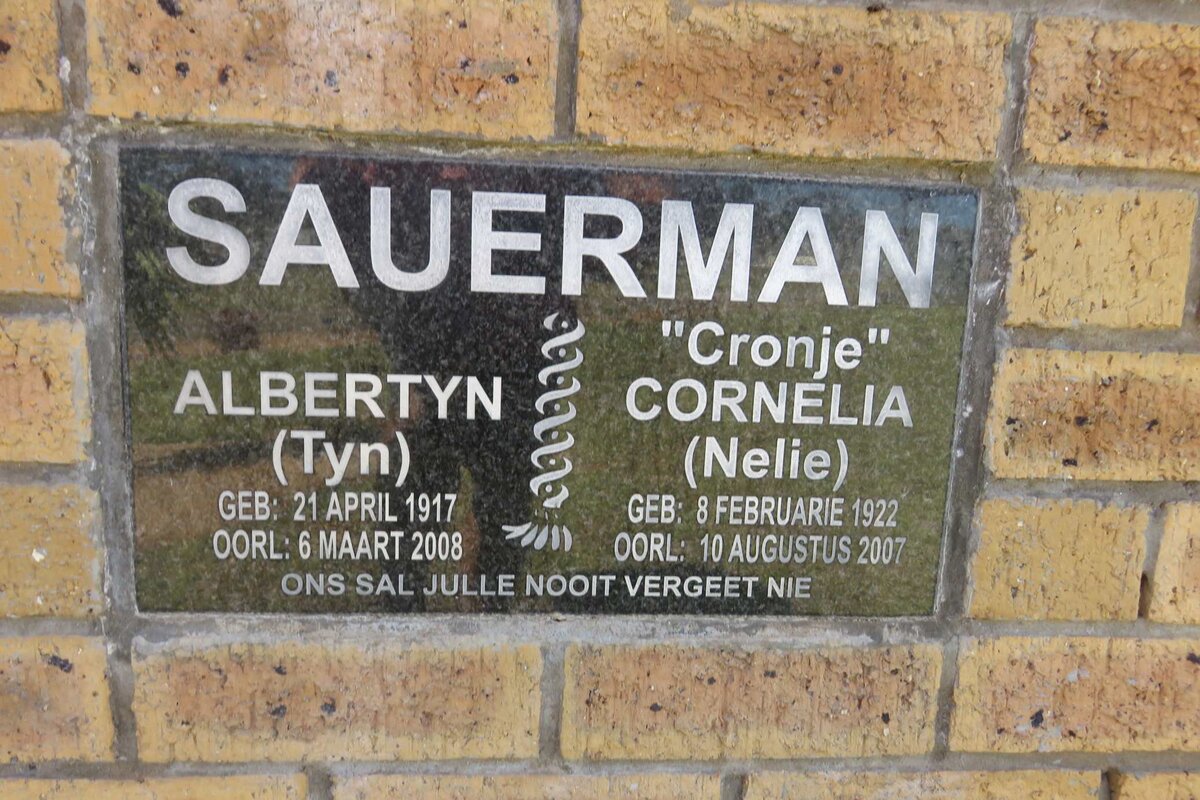 SAUERMAN
ALBERTYN
(Tyn)
GEB: 21 APRIL 1917
OORL: 6 MAART 2008
"Cronje"
CORNELIA
(Nelie)
GEB: 8 FEBRUARIE 1922
OORL: 10 AUGUSTUS 2007
ONS SAL JULLE NOOIT VERGEET NIE